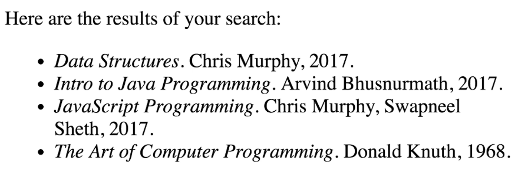 Here are the results of your search:
• Data Structures. Chris Murphy, 2017.
• Intro to Java Programming. Arvind Bhusnurmath, 2017.
• JavaScript Programming. Chris Murphy, Swapneel
Sheth, 2017.
• The Art of Computer Programming. Donald Knuth, 1968.